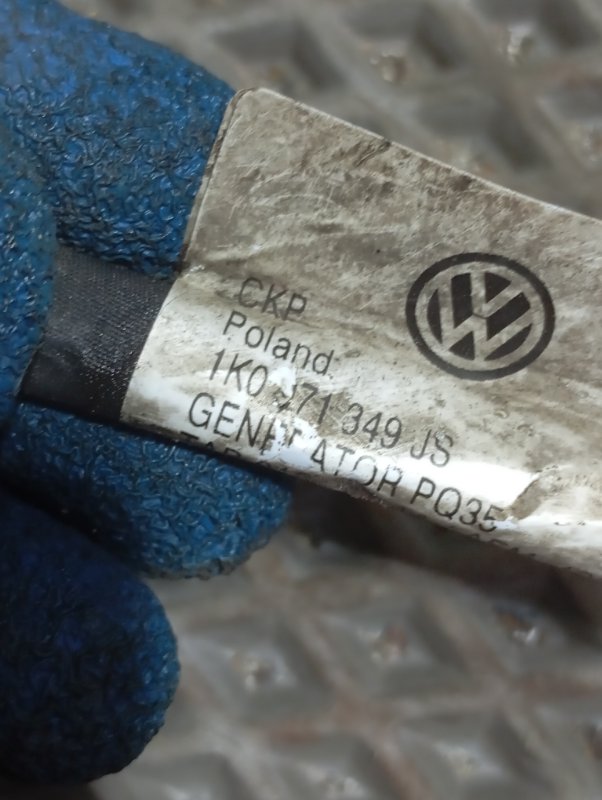 CKP
Poland
1K0 971 349 JS
GENERATOR PQ35